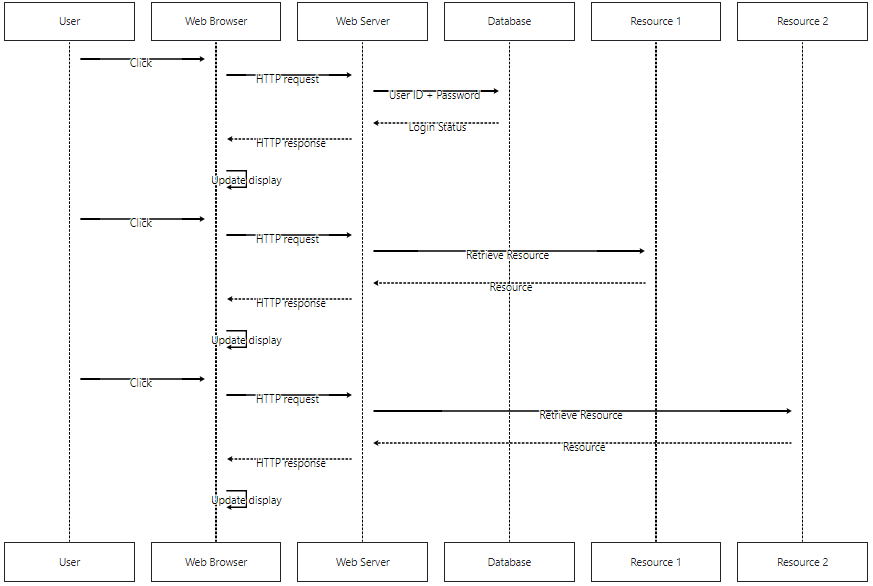 User Web Browser Web Server Database Resource 1 Resource 2
Click
HTTP request
User ID + Password
Login Status
HTTP response
Update display
Click
HTTP request
Retrieve Resource
Resource
HTTP response
Update display
Click
HTTP request
Retrieve Resource
Resource
HTTP response
Update display
User Web Browser Web Server Database Resource 1 Resource 2